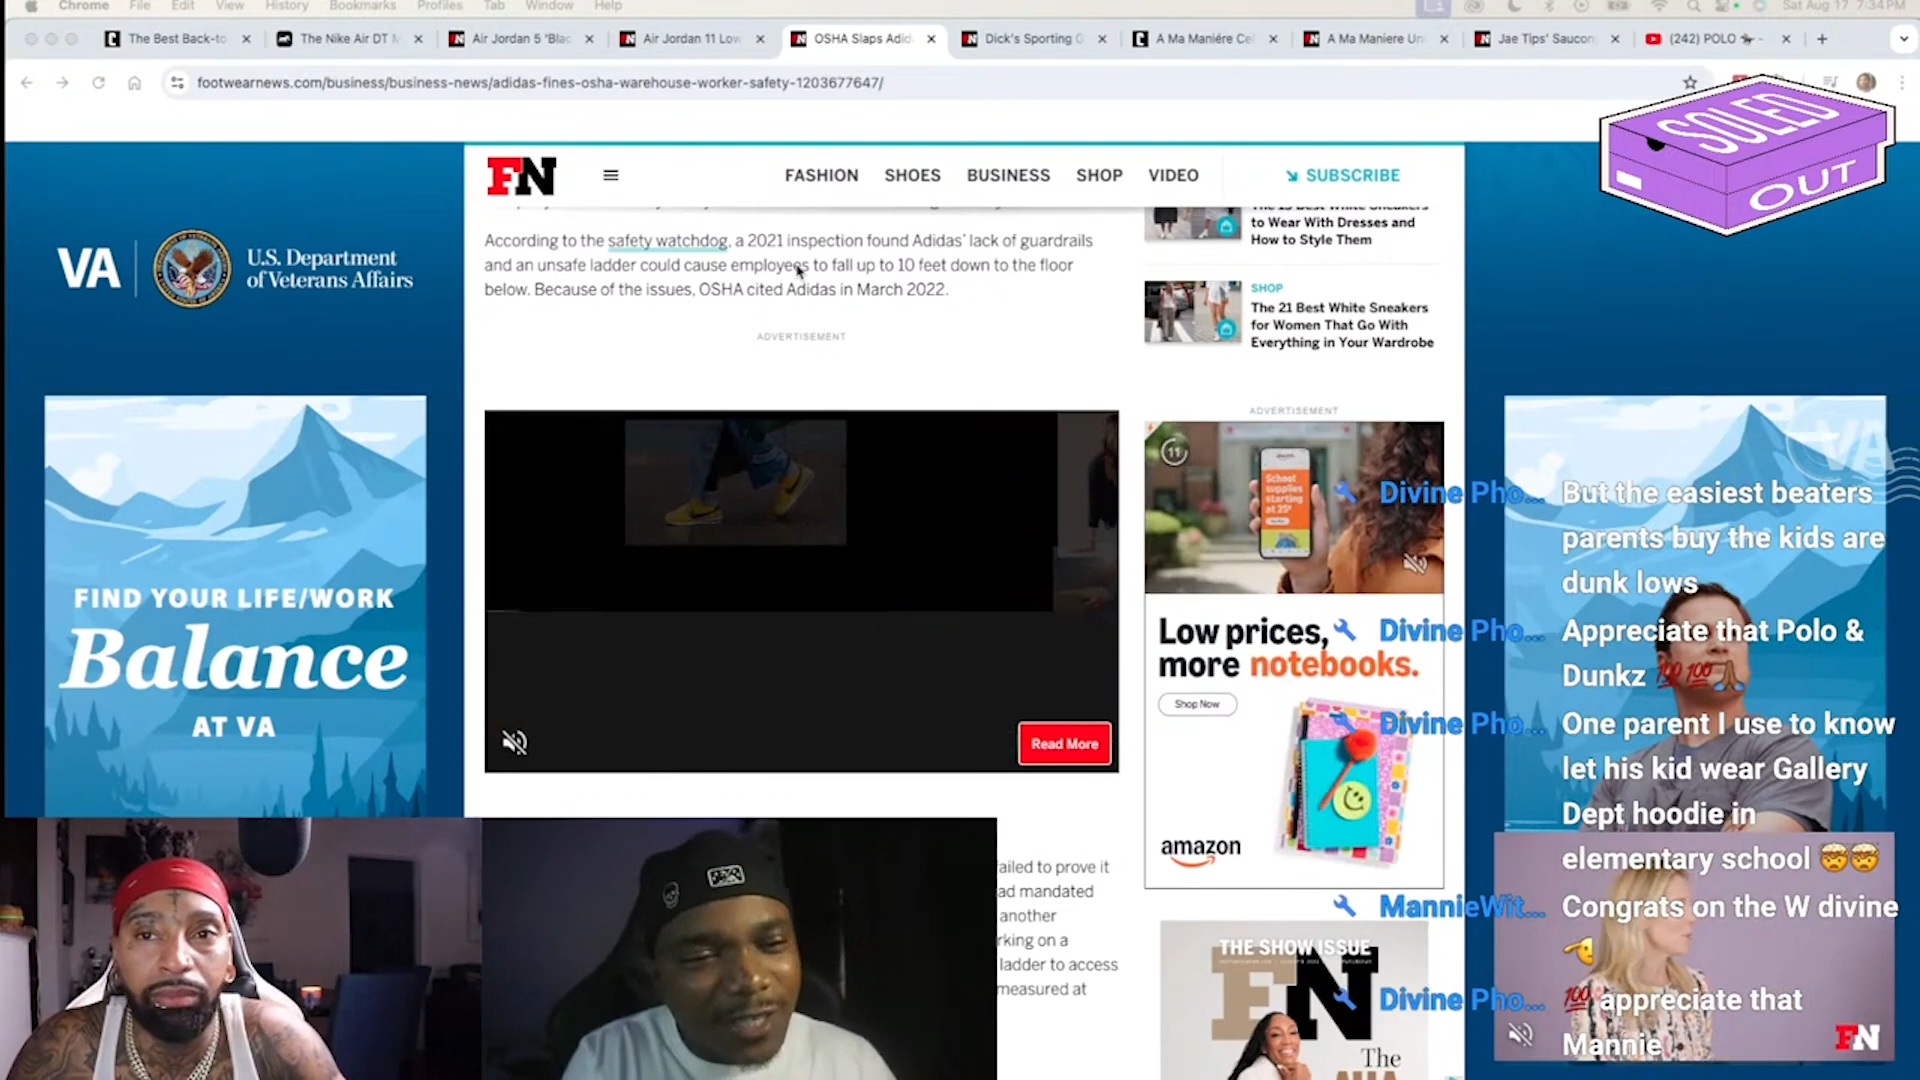 Chrome File Edit View History Bookmarks Profiles Tab Window Help
Sat Aug 17 7:34 PM
The Best Back-to
The Nike Air DT
Air Jordan 5 'Blac
Air Jordan 11 Low
OSHA Slaps Adid
Dick's Sporting G
A Ma Maniére Cel
A Ma Maniere Un
Jae Tips' Saucon
(242) POLO
footwearnews.com/business/business-news/adidas-fines-osha-warehouse-worker-safety-1203677647/
SOLED
OUT
FN
FASHION SHOES BUSINESS SHOP VIDEO
SUBSCRIBE
VA
U.S. Department
of Veterans Affairs
FIND YOUR LIFE/WORK
Balance
AT VA
According to the safety watchdog, a 2021 inspection found Adidas' lack of guardrails
and an unsafe ladder could cause employees to fall up to 10 feet down to the floor
below. Because of the issues, OSHA cited Adidas in March 2022.
ADVERTISEMENT
Read More
failed to prove it
ad mandated
another
rking on a
ladder to access
measured at
to Wear With Dresses and
How to Style Them
SHOP
The 21 Best White Sneakers
for Women That Go With
Everything in Your Wardrobe
ADVERTISEMENT
11
School
supplies
starting
at 25¢
Low prices,
more notebooks.
Shop Now
amazon
THE SHOW ISSUE
FN
The
VA
Divine Pho... But the easiest beaters
parents buy the kids are
dunk lows
Divine Pho... Appreciate that Polo &
Dunkz 💯💯🙏🏾
Divine Pho... One parent I use to know
let his kid wear Gallery
Dept hoodie in
elementary school 🤯🤯
MannieWit... Congrats on the W divine
🫡
Divine Pho... 💯 appreciate that
Mannie
FN